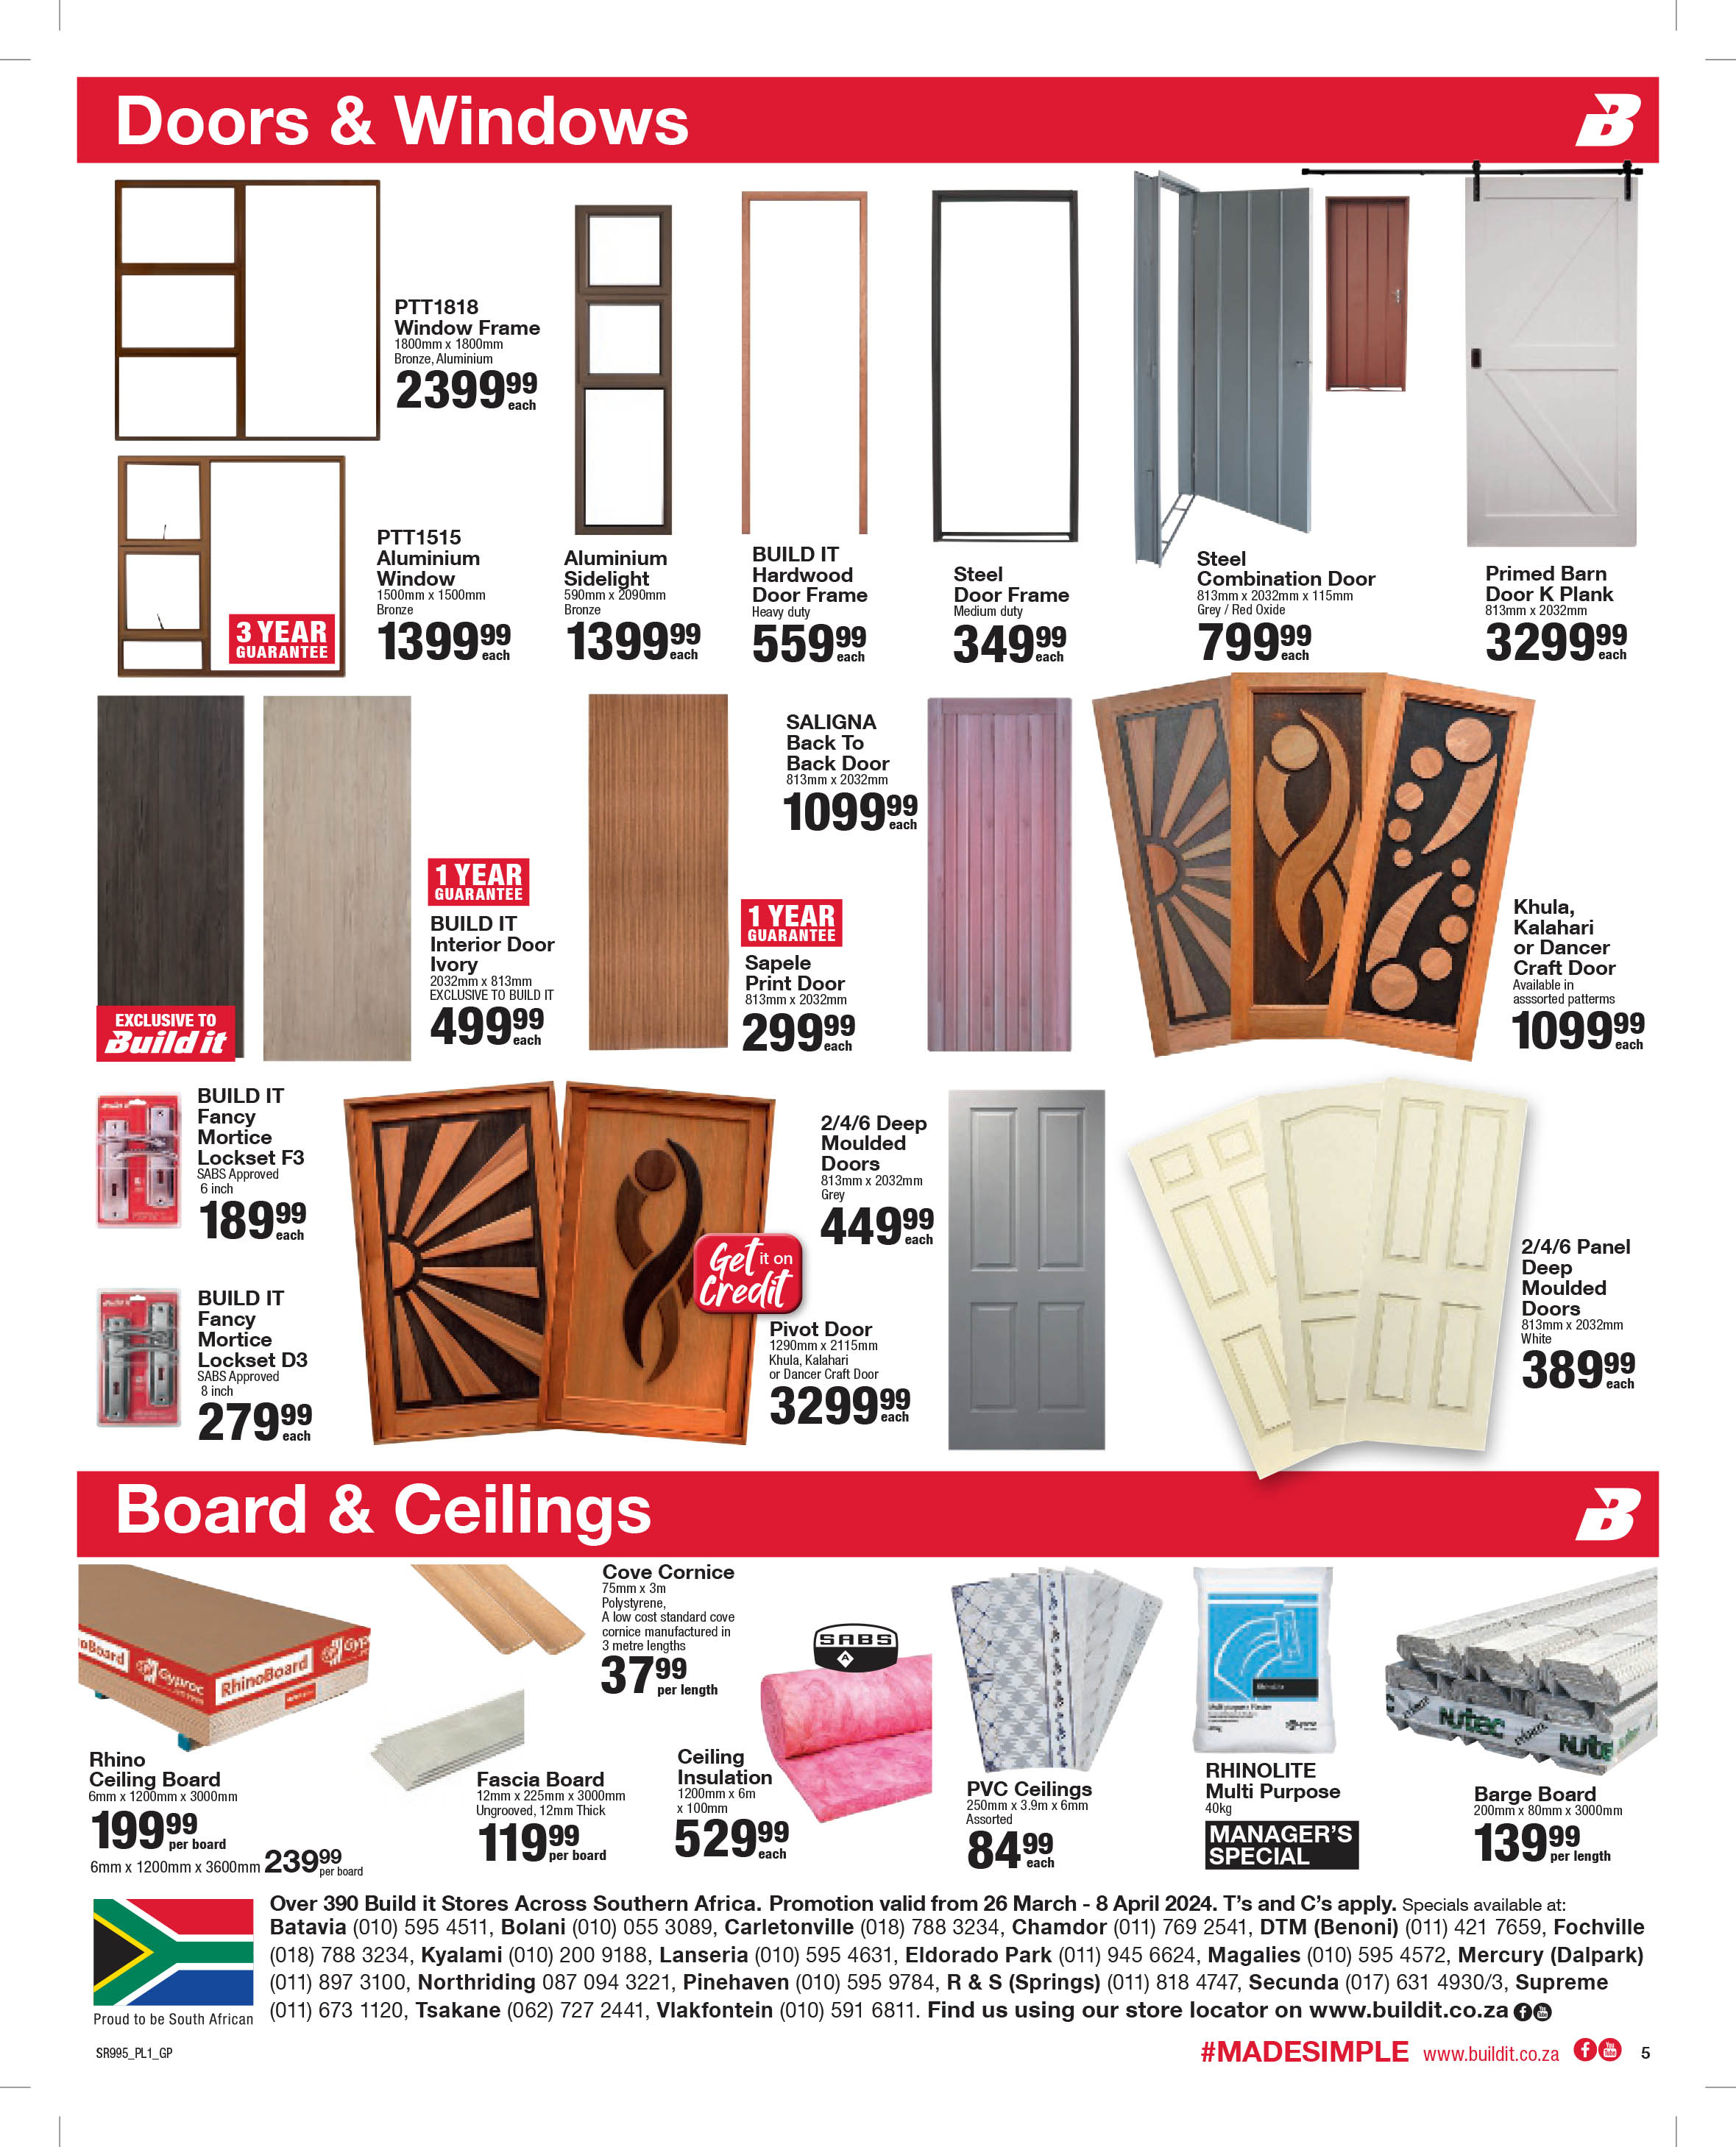 Doors & Windows
B
PTT1818
Window Frame
1800mm x 1800mm
Bronze, Aluminium
2399 99
each
PTT1515
Aluminium
Window
1500mm x 1500mm
Bronze
1399 99
each
3 YEAR
GUARANTEE
Aluminium
Sidelight
590mm x 2090mm
Bronze
1399 99
each
BUILD IT
Hardwood
Door Frame
Heavy duty
559 99
each
Steel
Door Frame
Medium duty
349 99
each
Steel
Combination Door
813mm x 2032mm x 115mm
Grey / Red Oxide
799 99
each
Primed Barn
Door K Plank
813mm x 2032mm
3299 99
each
EXCLUSIVE TO
Build it
1 YEAR
GUARANTEE
BUILD IT
Interior Door
Ivory
2032mm x 813mm
EXCLUSIVE TO BUILD IT
499 99
each
1 YEAR
GUARANTEE
Sapele
Print Door
813mm x 2032mm
299 99
each
SALIGNA
Back To
Back Door
813mm x 2032mm
1099 99
each
Khula,
Kalahari
or Dancer
Craft Door
Available in
asssorted patterms
1099 99
each
BUILD IT
Fancy
Mortice
Lockset F3
SABS Approved
6 inch
189 99
each
BUILD IT
Fancy
Mortice
Lockset D3
SABS Approved
8 inch
279 99
each
Get it on
Credit
Pivot Door
1290mm x 2115mm
Khula, Kalahari
or Dancer Craft Door
3299 99
each
2/4/6 Deep
Moulded
Doors
813mm x 2032mm
Grey
449 99
each
2/4/6 Panel
Deep
Moulded
Doors
813mm x 2032mm
White
389 99
each
Board & Ceilings
B
RhinoBoard
Gyproc
Rhino
Ceiling Board
6mm x 1200mm x 3000mm
199 99
per board
6mm x 1200mm x 3600mm 239 99
per board
Cove Cornice
75mm x 3m
Polystyrene,
A low cost standard cove
cornice manufactured in
3 metre lengths
37 99
per length
Fascia Board
12mm x 225mm x 3000mm
Ungrooved, 12mm Thick
119 99
per board
SABS
A
Ceiling
Insulation
1200mm x 6m
x 100mm
529 99
each
PVC Ceilings
250mm x 3.9m x 6mm
Assorted
84 99
each
RHINOLITE
Multi Purpose
40kg
MANAGER'S
SPECIAL
nutec
Barge Board
200mm x 80mm x 3000mm
139 99
per length
Over 390 Build it Stores Across Southern Africa. Promotion valid from 26 March - 8 April 2024. T's and C's apply. Specials available at:
Batavia (010) 595 4511, Bolani (010) 055 3089, Carletonville (018) 788 3234, Chamdor (011) 769 2541, DTM (Benoni) (011) 421 7659, Fochville
(018) 788 3234, Kyalami (010) 200 9188, Lanseria (010) 595 4631, Eldorado Park (011) 945 6624, Magalies (010) 595 4572, Mercury (Dalpark)
(011) 897 3100, Northriding 087 094 3221, Pinehaven (010) 595 9784, R & S (Springs) (011) 818 4747, Secunda (017) 631 4930/3, Supreme
(011) 673 1120, Tsakane (062) 727 2441, Vlakfontein (010) 591 6811. Find us using our store locator on www.buildit.co.za
Proud to be South African
SR995_PL1_GP
#MADESIMPLE www.buildit.co.za
5